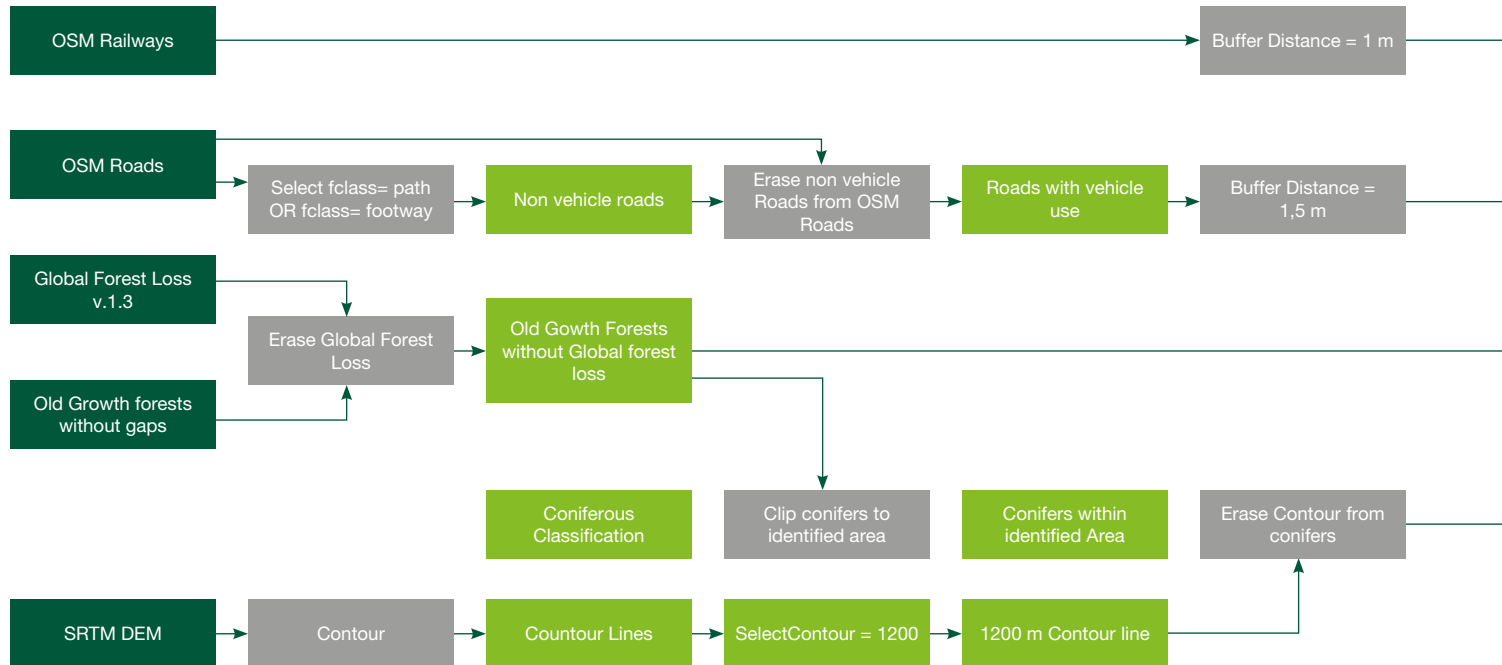 OSM Railways
Buffer Distance = 1 m
OSM Roads
Select fclass= path
OR fclass= footway
Non vehicle roads
Erase non vehicle
Roads from OSM
Roads
Roads with vehicle
use
Buffer Distance =
1,5 m
Global Forest Loss
v.1.3
Erase Global Forest
Loss
Old Gowth Forests
without Global forest
loss
Old Growth forests
without gaps
Coniferous
Classification
Clip conifers to
identified area
Conifers within
identified Area
Erase Contour from
conifers
SRTM DEM
Contour
Countour Lines
SelectContour = 1200
1200 m Contour line